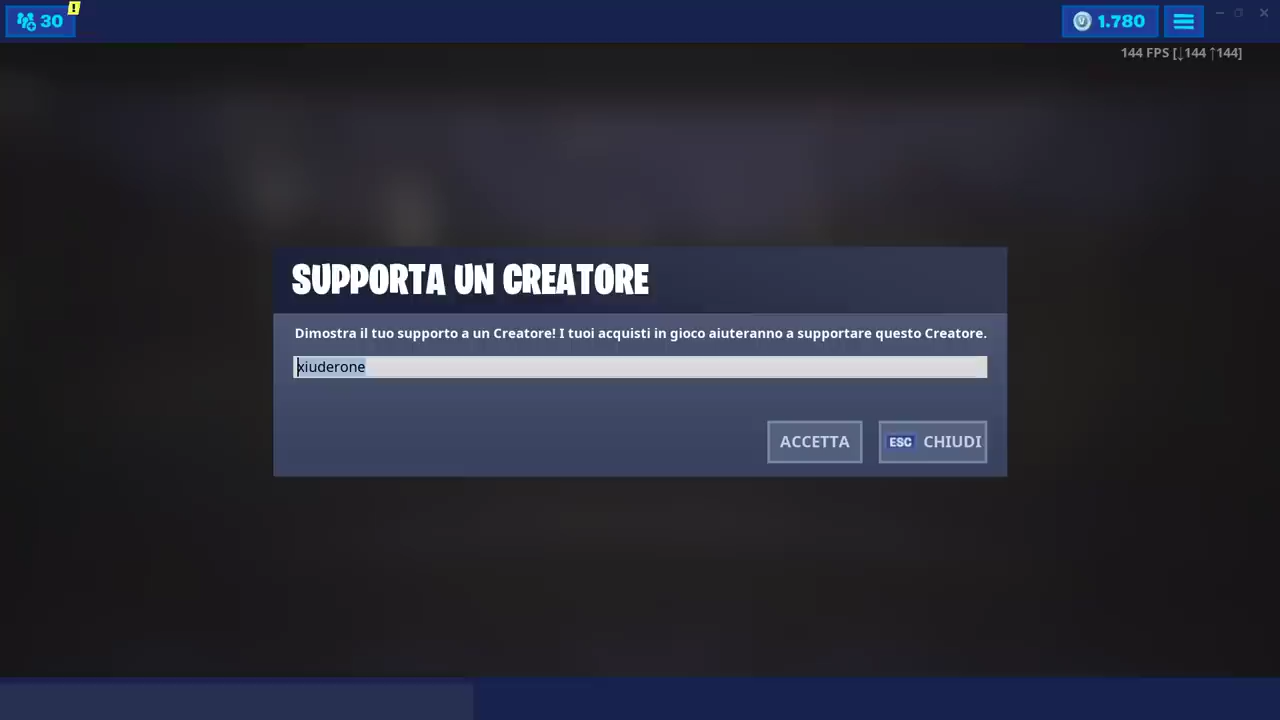 30
!
1.780
144 FPS [↓144 ↑144]
SUPPORTA UN CREATORE
Dimostra il tuo supporto a un Creatore! I tuoi acquisti in gioco aiuteranno a supportare questo Creatore.
xiuderone
ACCETTA
ESC CHIUDI